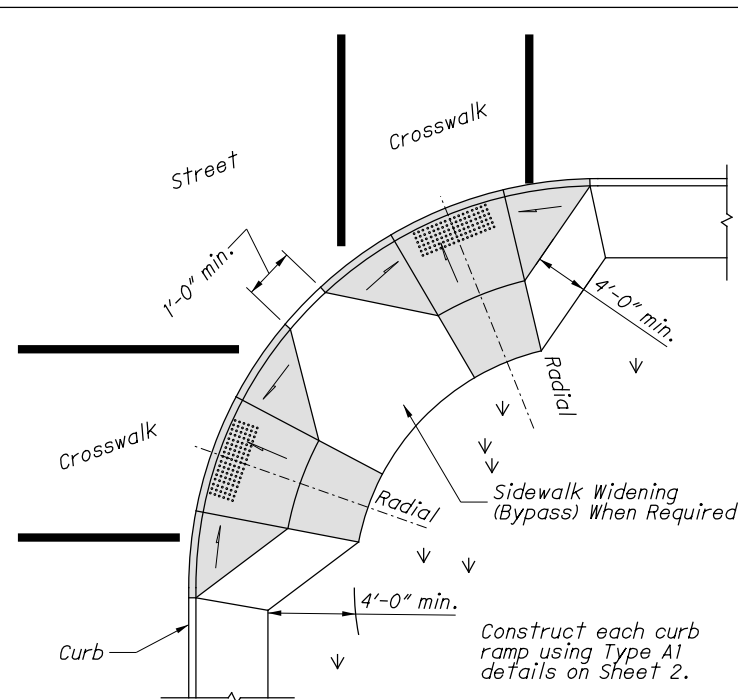 Street
Crosswalk
1'-0" min.
4'-0" min.
Radial
Crosswalk
Radial
Sidewalk Widening
(Bypass) When Required
4'-0" min.
Curb
Construct each curb
ramp using Type A1
details on Sheet 2.